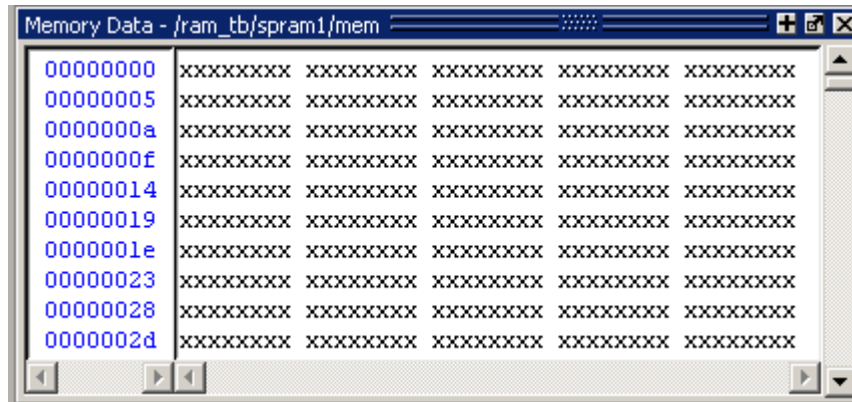 Memory Data - /ram_tb/spram1/mem
00000000 xxxxxxxx xxxxxxxx xxxxxxxx xxxxxxxx xxxxxxxx
00000005 xxxxxxxx xxxxxxxx xxxxxxxx xxxxxxxx xxxxxxxx
0000000a xxxxxxxx xxxxxxxx xxxxxxxx xxxxxxxx xxxxxxxx
0000000f xxxxxxxx xxxxxxxx xxxxxxxx xxxxxxxx xxxxxxxx
00000014 xxxxxxxx xxxxxxxx xxxxxxxx xxxxxxxx xxxxxxxx
00000019 xxxxxxxx xxxxxxxx xxxxxxxx xxxxxxxx xxxxxxxx
0000001e xxxxxxxx xxxxxxxx xxxxxxxx xxxxxxxx xxxxxxxx
00000023 xxxxxxxx xxxxxxxx xxxxxxxx xxxxxxxx xxxxxxxx
00000028 xxxxxxxx xxxxxxxx xxxxxxxx xxxxxxxx xxxxxxxx
0000002d xxxxxxxx xxxxxxxx xxxxxxxx xxxxxxxx xxxxxxxx